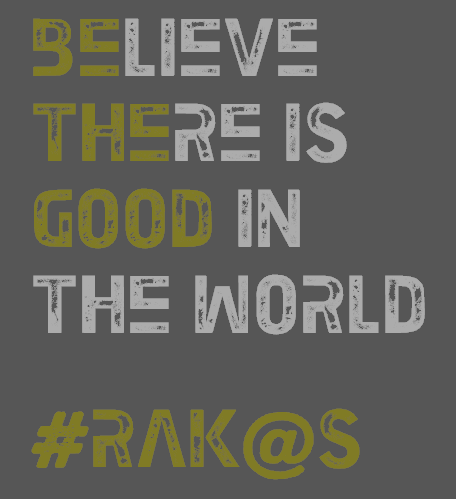 BELIEVE
THERE IS
GOOD IN
THE WORLD
#RAK@S